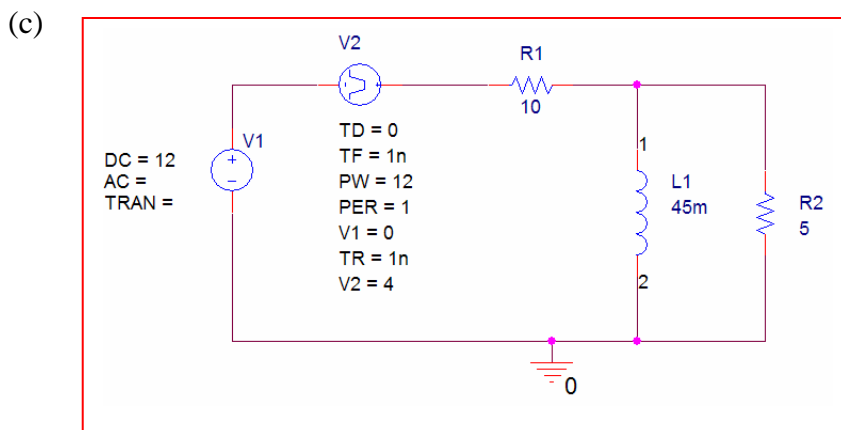 (c)
V2
R1
10
TD = 0
TF = 1n
PW = 12
PER = 1
V1 = 0
TR = 1n
V2 = 4
V1
+
−
DC = 12
AC =
TRAN =
1
L1
45m
2
R2
5
0